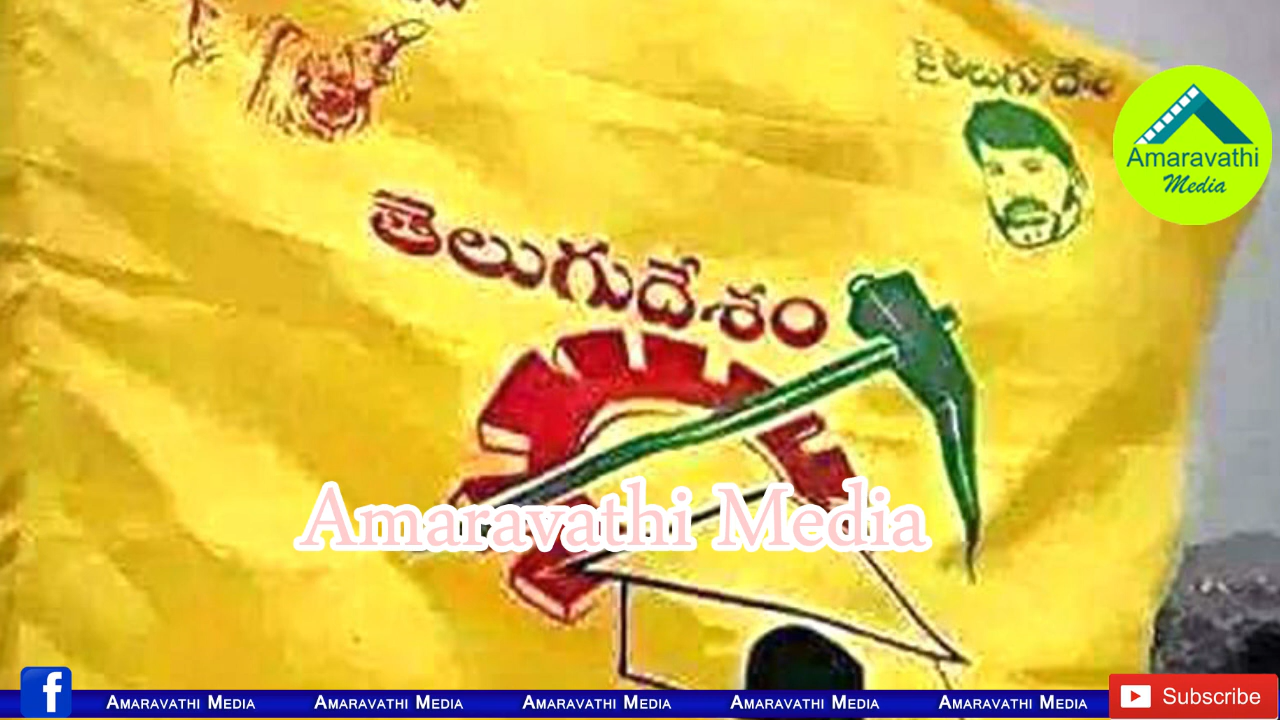 జై తెలుగు దేశం
Amaravathi
Media
తెలుగుదేశం
Amaravathi Media
AMARAVATHI MEDIA AMARAVATHI MEDIA AMARAVATHI MEDIA AMARAVATHI MEDIA AMARAVATHI MEDIA
Subscribe